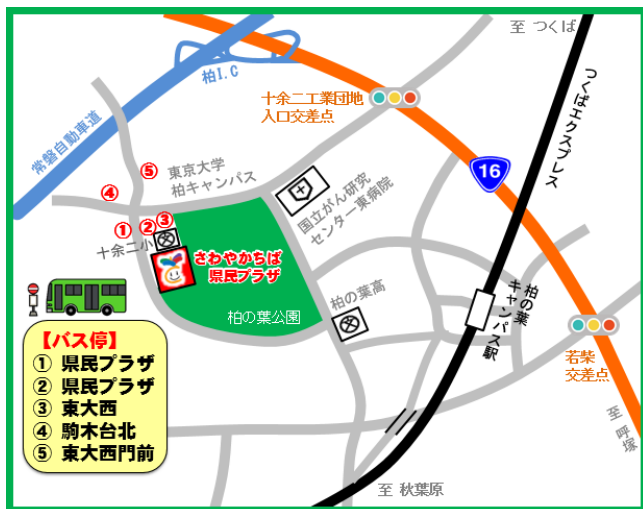 至 つくば
柏I.C
つくばエクスプレス
十余二工業団地
入口交差点
常磐自動車道
⑤
東京大学
柏キャンパス
16
④
国立がん研究
センター東病院
①
②
③
十余二小
さわやかちば
県民プラザ
柏の葉高
柏の葉
キャンパス駅
柏の葉公園
【バス停】
① 県民プラザ
② 県民プラザ
③ 東大西
④ 駒木台北
⑤ 東大西門前
若柴
交差点
至 呼塚
至 秋葉原